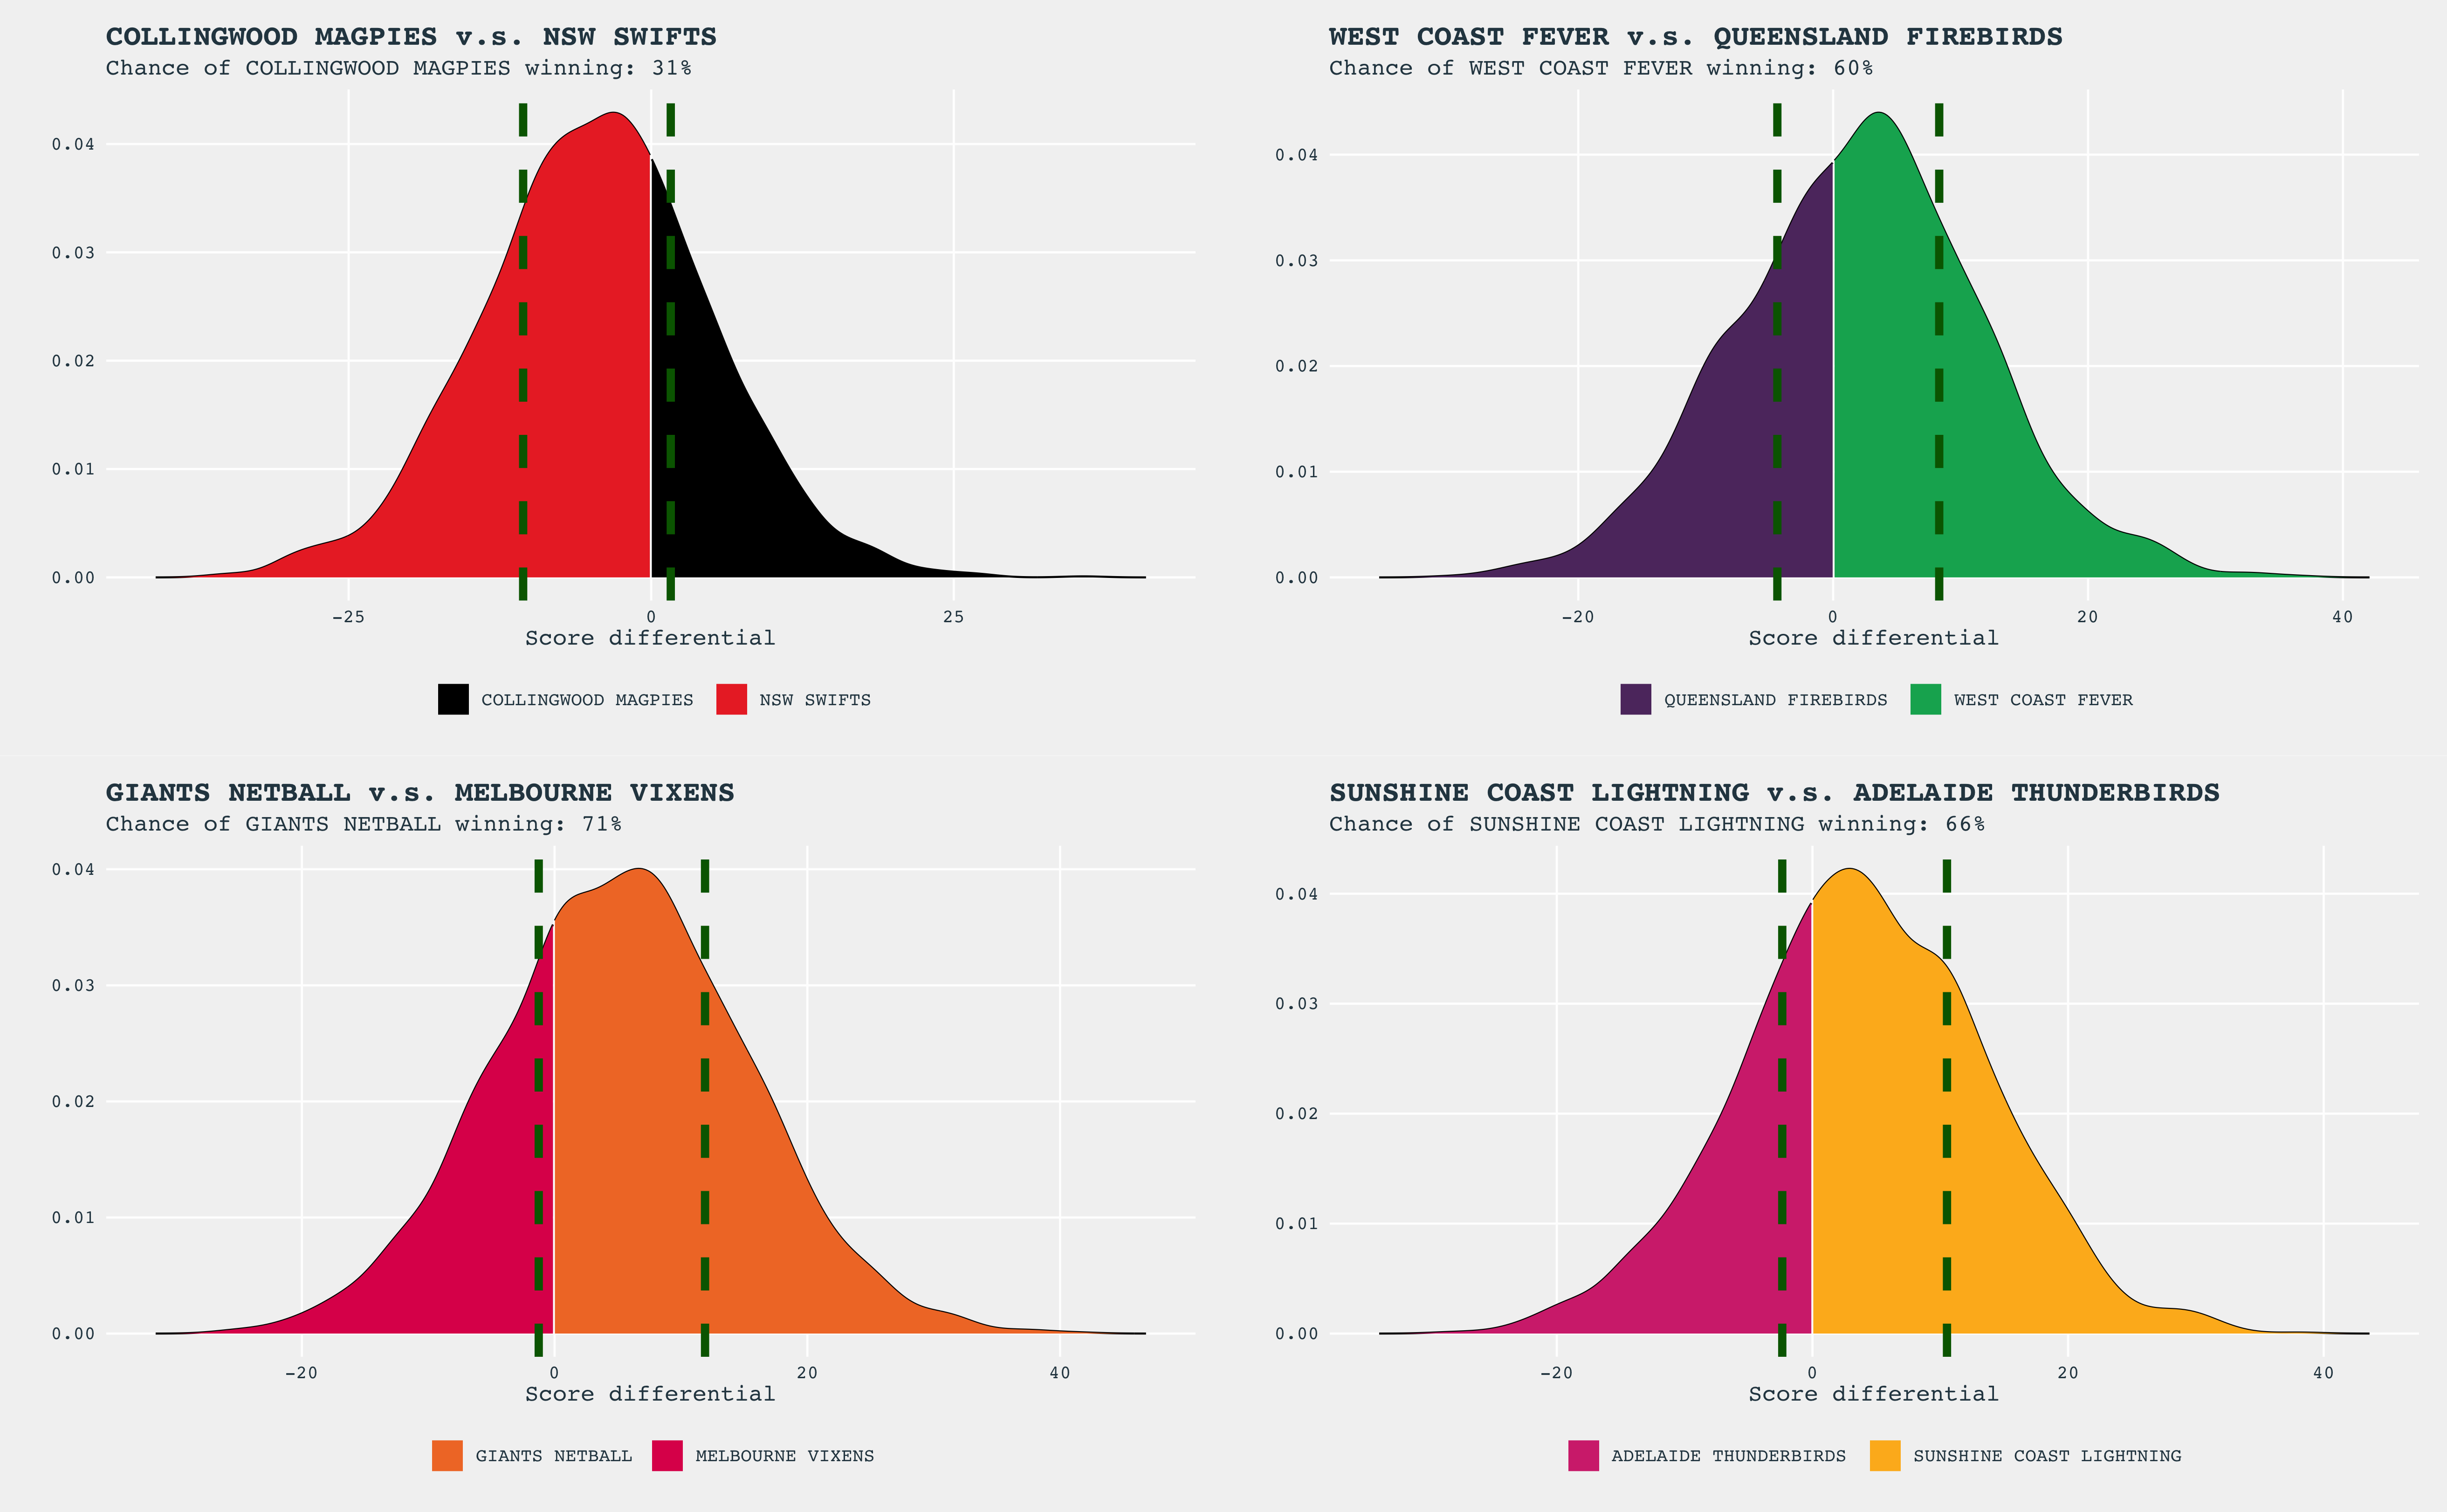 COLLINGWOOD MAGPIES v.s. NSW SWIFTS
Chance of COLLINGWOOD MAGPIES winning: 31%
0.04
0.03
0.02
0.01
0.00
-25 0 25
Score differential
COLLINGWOOD MAGPIES NSW SWIFTS
WEST COAST FEVER v.s. QUEENSLAND FIREBIRDS
Chance of WEST COAST FEVER winning: 60%
0.04
0.03
0.02
0.01
0.00
-20 0 20 40
Score differential
QUEENSLAND FIREBIRDS WEST COAST FEVER
GIANTS NETBALL v.s. MELBOURNE VIXENS
Chance of GIANTS NETBALL winning: 71%
0.04
0.03
0.02
0.01
0.00
-20 0 20 40
Score differential
GIANTS NETBALL MELBOURNE VIXENS
SUNSHINE COAST LIGHTNING v.s. ADELAIDE THUNDERBIRDS
Chance of SUNSHINE COAST LIGHTNING winning: 66%
0.04
0.03
0.02
0.01
0.00
-20 0 20 40
Score differential
ADELAIDE THUNDERBIRDS SUNSHINE COAST LIGHTNING